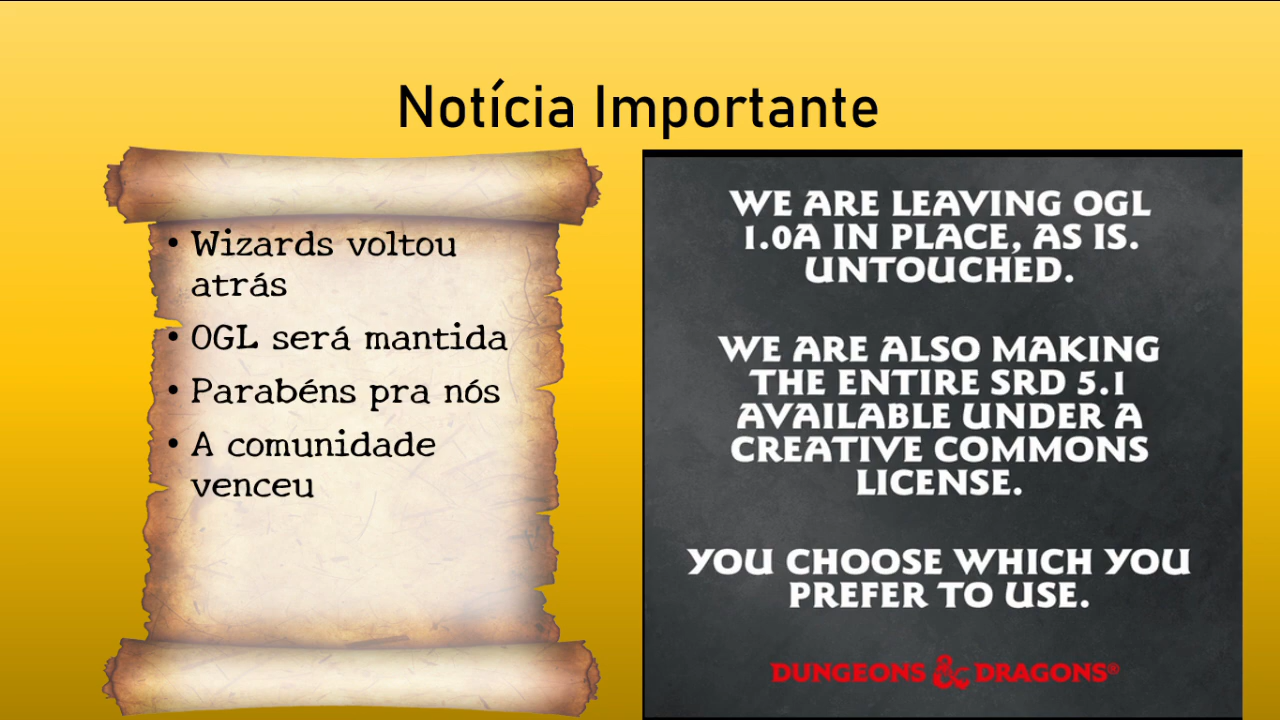 Notícia Importante
• Wizards voltou
atrás
• OGL será mantida
• Parabéns pra nós
• A comunidade
venceu
WE ARE LEAVING OGL
1.0A IN PLACE, AS IS.
UNTOUCHED.
WE ARE ALSO MAKING
THE ENTIRE SRD 5.1
AVAILABLE UNDER A
CREATIVE COMMONS
LICENSE.
YOU CHOOSE WHICH YOU
PREFER TO USE.
DUNGEONS & DRAGONS®